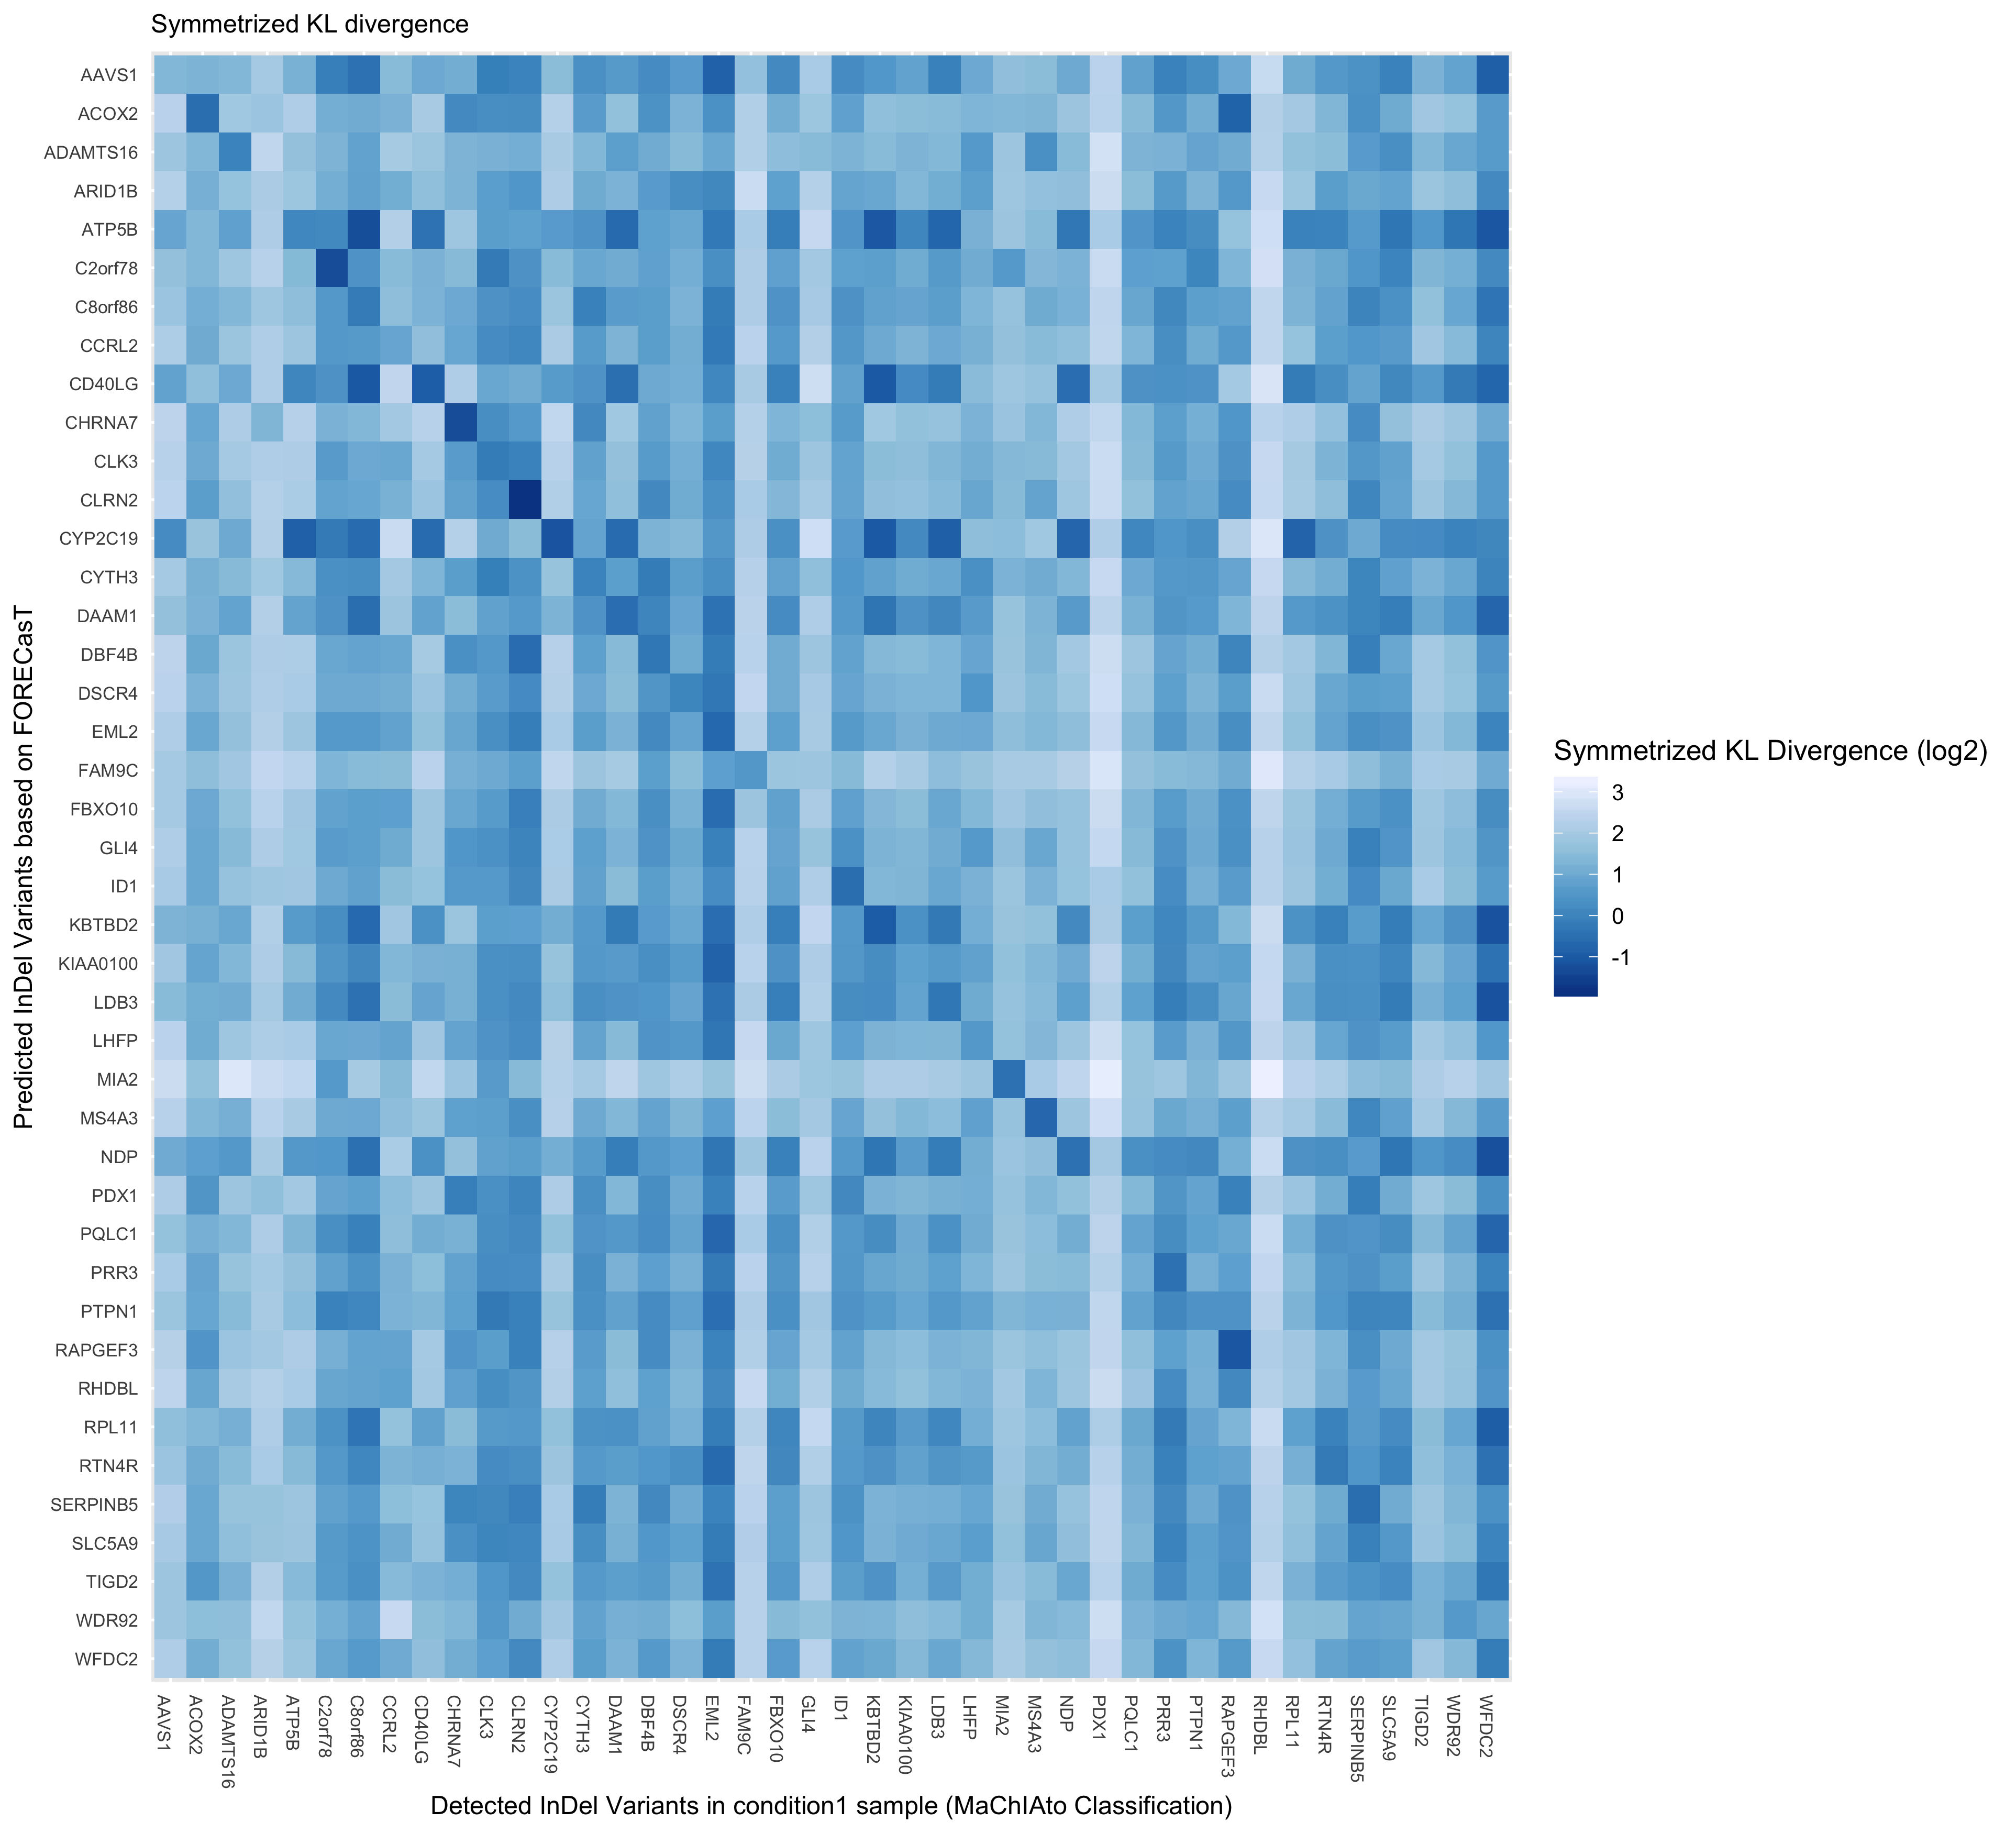 Symmetrized KL divergence
AAVS1
ACOX2
ADAMTS16
ARID1B
ATP5B
C2orf78
C8orf86
CCRL2
CD40LG
CHRNA7
CLK3
CLRN2
CYP2C19
CYTH3
DAAM1
DBF4B
DSCR4
EML2
FAM9C
FBXO10
GLI4
ID1
KBTBD2
KIAA0100
LDB3
LHFP
MIA2
MS4A3
NDP
PDX1
PQLC1
PRR3
PTPN1
RAPGEF3
RHDBL
RPL11
RTN4R
SERPINB5
SLC5A9
TIGD2
WDR92
WFDC2
Predicted InDel Variants based on FORECasT
AAVS1
ACOX2
ADAMTS16
ARID1B
ATP5B
C2orf78
C8orf86
CCRL2
CD40LG
CHRNA7
CLK3
CLRN2
CYP2C19
CYTH3
DAAM1
DBF4B
DSCR4
EML2
FAM9C
FBXO10
GLI4
ID1
KBTBD2
KIAA0100
LDB3
LHFP
MIA2
MS4A3
NDP
PDX1
PQLC1
PRR3
PTPN1
RAPGEF3
RHDBL
RPL11
RTN4R
SERPINB5
SLC5A9
TIGD2
WDR92
WFDC2
Detected InDel Variants in condition1 sample (MaChIAto Classification)
Symmetrized KL Divergence (log2)
3
2
1
0
-1